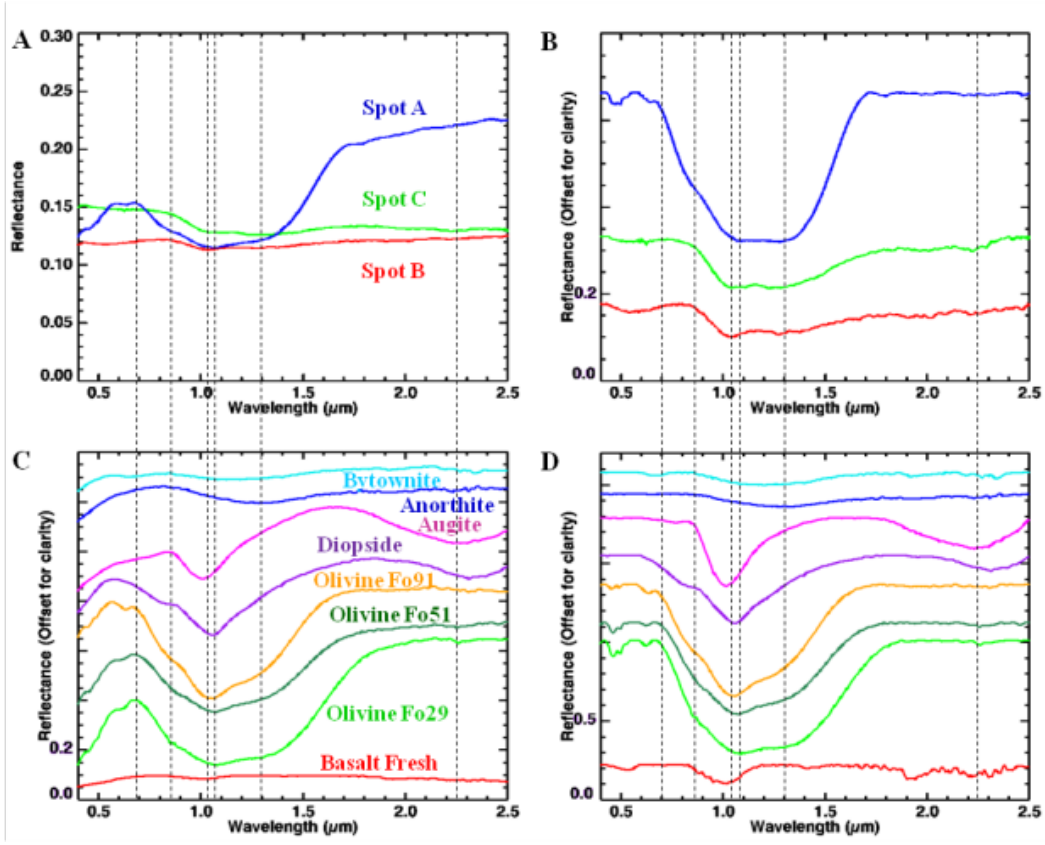 A
0.30
0.25
0.20
0.15
0.10
0.05
0.00
Reflectance
Spot A
Spot C
Spot B
0.5 1.0 1.5 2.0 2.5
Wavelength (µm)
B
Reflectance (Offset for clarity)
0.2
0.0
0.5 1.0 1.5 2.0 2.5
Wavelength (µm)
C
Reflectance (Offset for clarity)
0.2
0.0
Bytownite
Anorthite
Augite
Diopside
Olivine Fo91
Olivine Fo51
Olivine Fo29
Basalt Fresh
0.5 1.0 1.5 2.0 2.5
Wavelength (µm)
D
Reflectance (Offset for clarity)
0.5
0.0
0.5 1.0 1.5 2.0 2.5
Wavelength (µm)